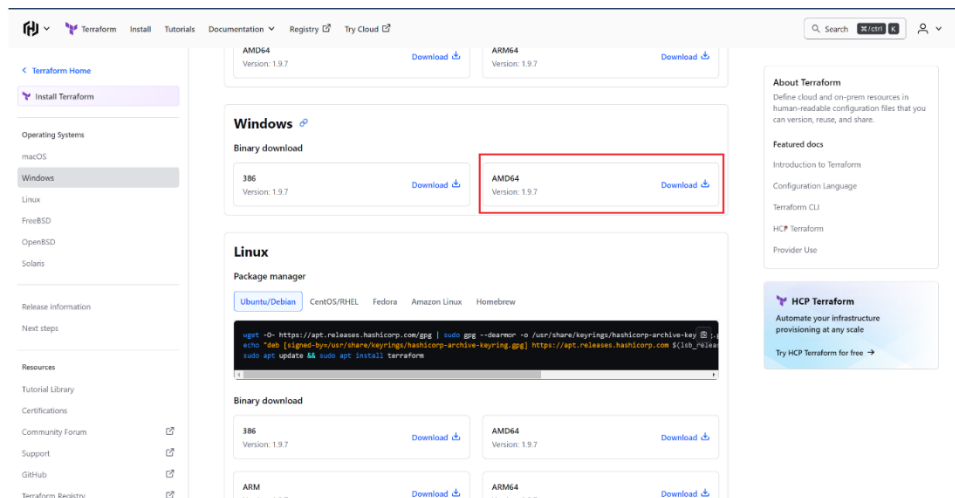 Terraform
Install
Tutorials
Documentation
Registry
Try Cloud
Search
⌘/ctrl
K
Terraform Home
Install Terraform
Operating Systems
macOS
Windows
Linux
FreeBSD
OpenBSD
Solaris
Release information
Next steps
Resources
Tutorial Library
Certifications
Community Forum
Support
GitHub
Terraform Registry
AMD64
Version: 1.9.7
Download
ARM64
Version: 1.9.7
Download
Windows
Binary download
386
Version: 1.9.7
Download
AMD64
Version: 1.9.7
Download
Linux
Package manager
Ubuntu/Debian
CentOS/RHEL
Fedora
Amazon Linux
Homebrew
wget -O- https://apt.releases.hashicorp.com/gpg | sudo gpg --dearmor -o /usr/share/keyrings/hashicorp-archive-keyring.g
echo "deb [signed-by=/usr/share/keyrings/hashicorp-archive-keyring.gpg] https://apt.releases.hashicorp.com $(lsb_relea
sudo apt update && sudo apt install terraform
Binary download
386
Version: 1.9.7
Download
AMD64
Version: 1.9.7
Download
ARM
Download
ARM64
Download
About Terraform
Define cloud and on-prem resources in
human-readable configuration files that you
can version, reuse, and share.
Featured docs
Introduction to Terraform
Configuration Language
Terraform CLI
HCP Terraform
Provider Use
HCP Terraform
Automate your infrastructure
provisioning at any scale
Try HCP Terraform for free